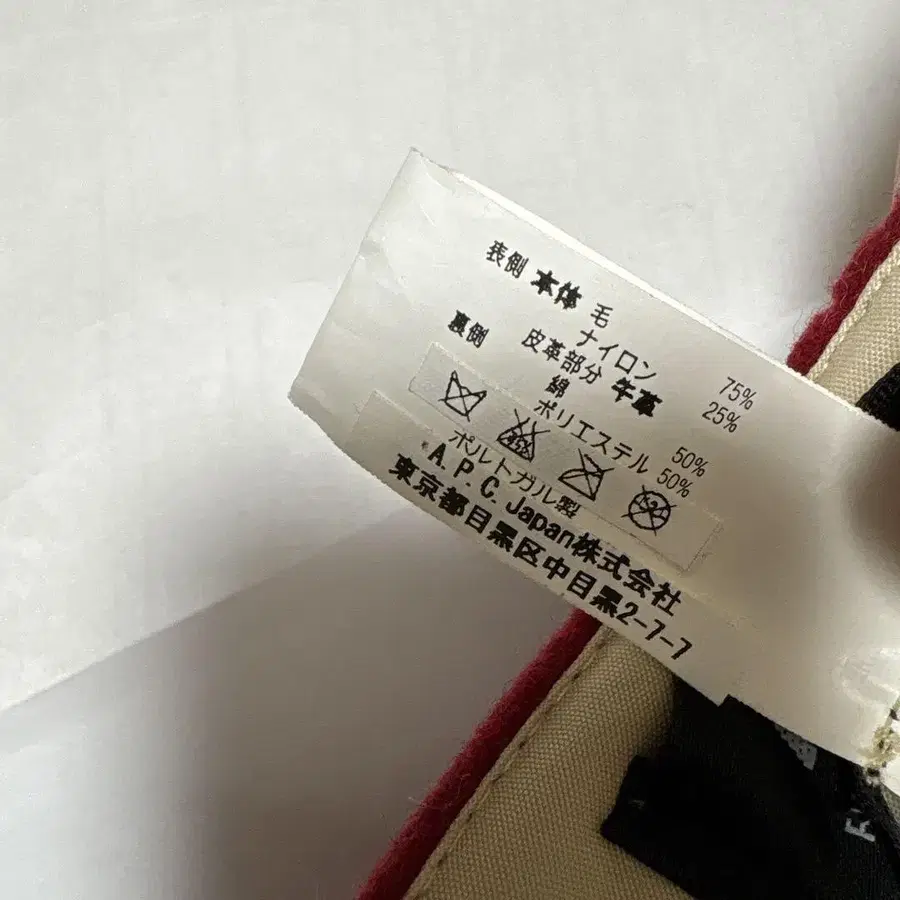 表側 本体 毛 75%
ナイロン 25%
皮革部分 牛革
裏側 綿 50%
ポリエステル 50%
ポルトガル製
A.P.C. Japan株式会社
東京都目黒区中目黒2-7-7